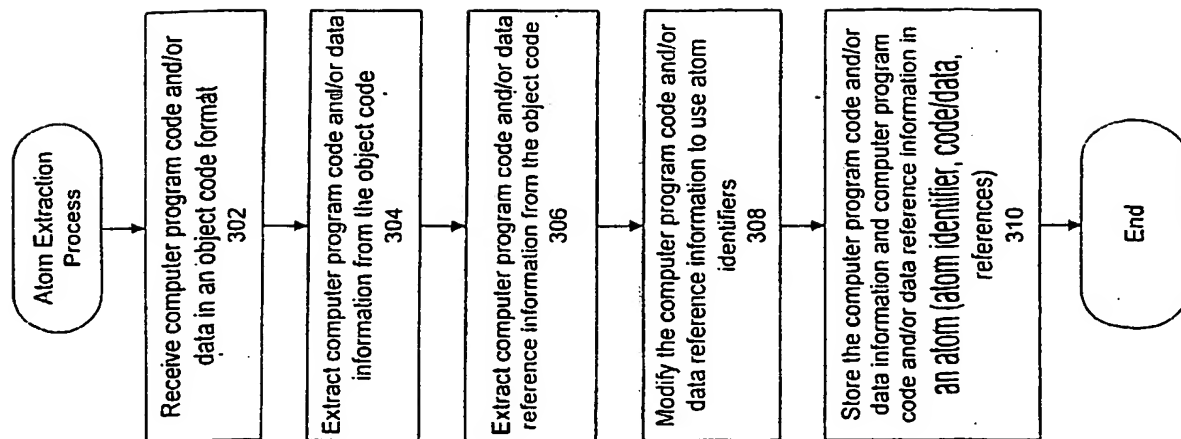 Atom Extraction
Process
Receive computer program code and/or
data in an object code format
302
Extract computer program code and/or data
information from the object code
304
Extract computer program code and/or data
reference information from the object code
306
Modify the computer program code and/or
data reference information to use atom
identifiers
308
Store the computer program code and/or
data information and computer program
code and/or data reference information in
an atom (atom identifier, code/data,
references)
310
End